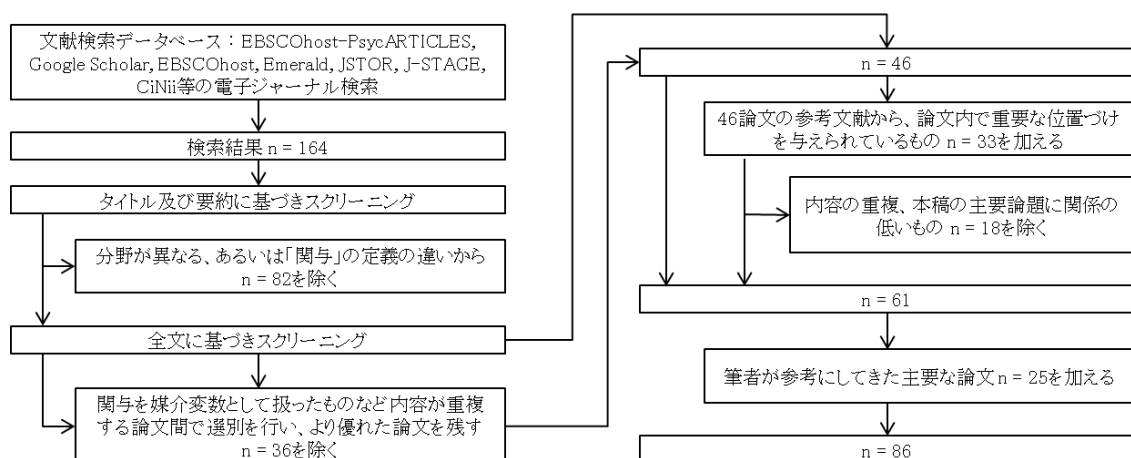 文献検索データベース：EBSCOhost-PsycARTICLES,
Google Scholar, EBSCOhost, Emerald, JSTOR, J-STAGE,
CiNii等の電子ジャーナル検索
検索結果 n = 164
タイトル及び要約に基づきスクリーニング
分野が異なる、あるいは「関与」の定義の違いから
n = 82を除く
全文に基づきスクリーニング
関与を媒介変数として扱ったものなど内容が重複
する論文間で選別を行い、より優れた論文を残す
n = 36を除く
n = 46
46論文の参考文献から、論文内で重要な位置づけ
を与えられているもの n = 33を加える
内容の重複、本稿の主要論題に関係の
低いもの n = 18を除く
n = 61
筆者が参考にしてきた主要な論文 n = 25を加える
n = 86